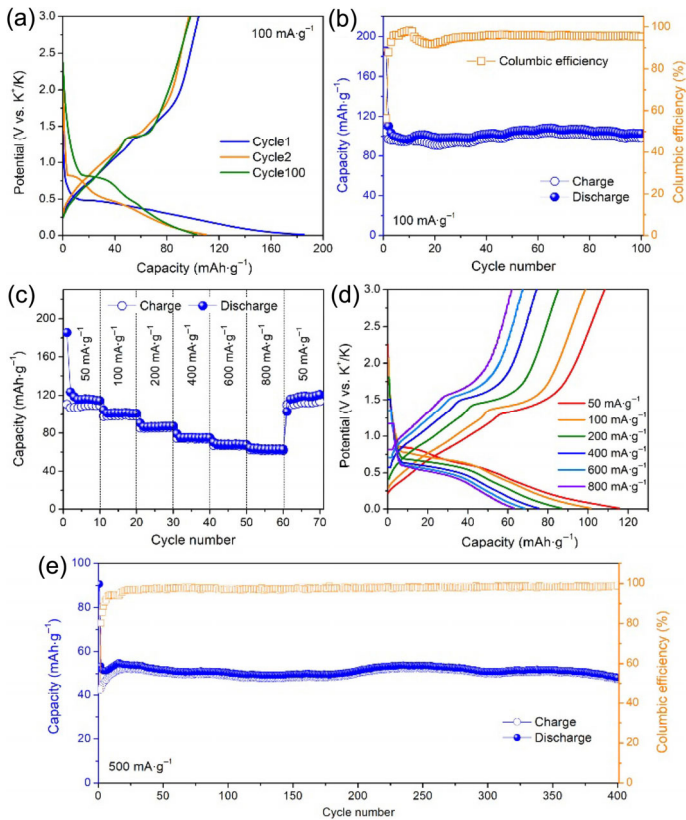 (a)
100 mA·g⁻¹
3.0
2.5
2.0
1.5
1.0
0.5
0.0
Potential (V vs. K⁺/K)
Cycle1
Cycle2
Cycle100
0 40 80 120 160 200
Capacity (mAh·g⁻¹)
(b)
200
160
120
80
40
0
Capacity (mAh·g⁻¹)
Columbic efficiency
Charge
Discharge
100 mA·g⁻¹
100
80
60
40
20
0
Columbic efficiency (%)
0 20 40 60 80 100
Cycle number
(c)
Charge Discharge
200
160
120
80
40
0
Capacity (mAh·g⁻¹)
50 mA·g⁻¹
100 mA·g⁻¹
200 mA·g⁻¹
400 mA·g⁻¹
600 mA·g⁻¹
800 mA·g⁻¹
50 mA·g⁻¹
0 10 20 30 40 50 60 70
Cycle number
(d)
3.0
2.5
2.0
1.5
1.0
0.5
0.0
Potential (V vs. K⁺/K)
50 mA·g⁻¹
100 mA·g⁻¹
200 mA·g⁻¹
400 mA·g⁻¹
600 mA·g⁻¹
800 mA·g⁻¹
0 20 40 60 80 100 120
Capacity (mAh·g⁻¹)
(e)
100
80
60
40
20
0
Capacity (mAh·g⁻¹)
Charge
Discharge
500 mA·g⁻¹
100
80
60
40
20
0
Columbic efficiency (%)
0 50 100 150 200 250 300 350 400
Cycle number